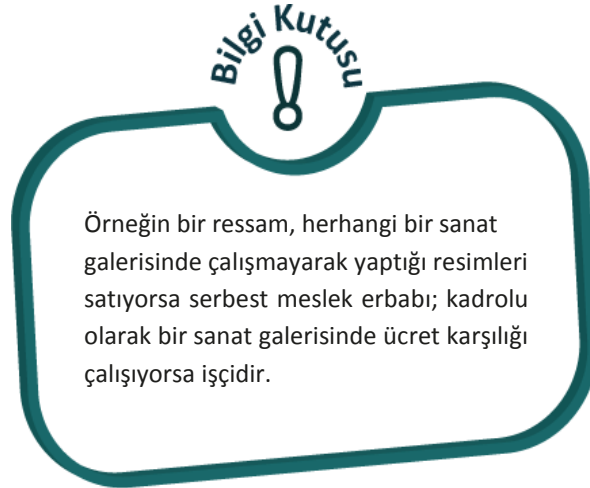 Bilgi Kutusu
Örneğin bir ressam, herhangi bir sanat
galerisinde çalışmayarak yaptığı resimleri
satıyorsa serbest meslek erbabı; kadrolu
olarak bir sanat galerisinde ücret karşılığı
çalışıyorsa işçidir.